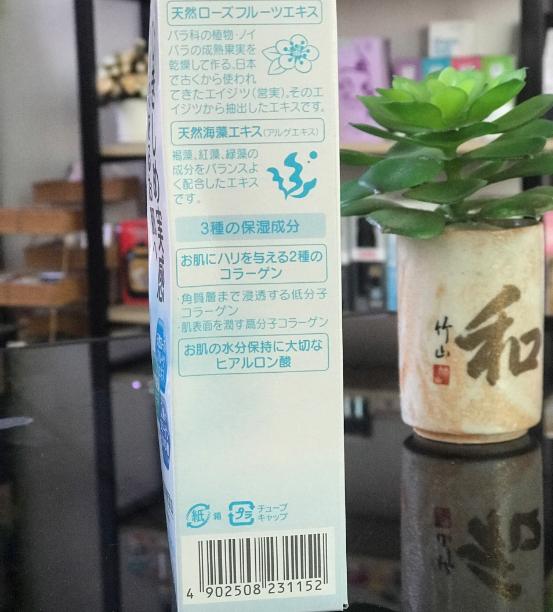 天然ローズフルーツエキス
バラ科の植物・ノイ
バラの成熟果実を
乾燥して作る、日本
で古くから使われ
てきたエイジツ(営実)、そのエ
イジツから抽出したエキスです。
天然海藻エキス(アルゲエキス)
褐藻、紅藻、緑藻の
成分をバランスよ
く配合したエキス
です。
3種の保湿成分
お肌にハリを与える2種の
コラーゲン
・角質層まで浸透する低分子
コラーゲン
・肌表面を潤す高分子コラーゲン
お肌の水分保持に大切な
ヒアルロン酸
紙 箱 プラ チューブ
キャップ
4 902508 231152
和
竹山